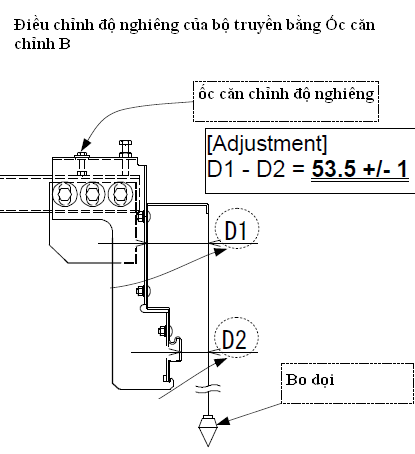 Điều chỉnh độ nghiêng của bộ truyền bằng Ốc căn
chỉnh B
ốc căn chỉnh độ nghiêng
[Adjustment]
D1 - D2 = 53.5 +/- 1
D1
D2
Bo dọi